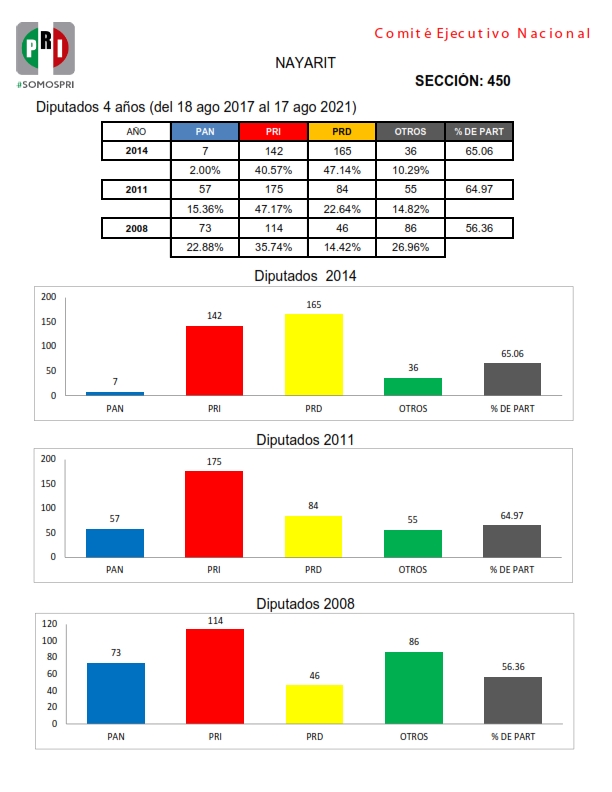 Comité Ejecutivo Nacional
PRI
#SOMOSPRI
NAYARIT
SECCIÓN: 450
Diputados 4 años (del 18 ago 2017 al 17 ago 2021)
AÑO PAN PRI PRD OTROS % DE PART
2014 7 142 165 36 65.06
2.00% 40.57% 47.14% 10.29%
2011 57 175 84 55 64.97
15.36% 47.17% 22.64% 14.82%
2008 73 114 46 86 56.36
22.88% 35.74% 14.42% 26.96%
Diputados 2014
200
150
100
50
0
7 142 165 36 65.06
PAN PRI PRD OTROS % DE PART
Diputados 2011
200
150
100
50
0
57 175 84 55 64.97
PAN PRI PRD OTROS % DE PART
Diputados 2008
120
100
80
60
40
20
0
73 114 46 86 56.36
PAN PRI PRD OTROS % DE PART